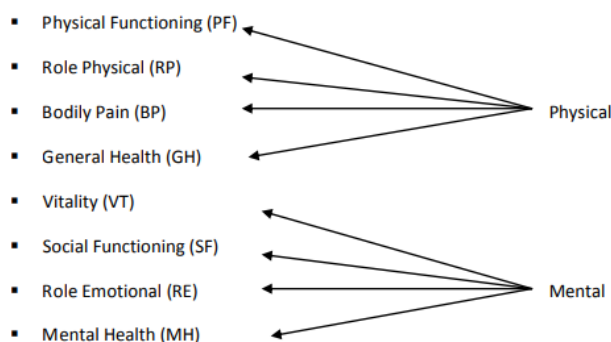 ▪ Physical Functioning (PF)
▪ Role Physical (RP)
▪ Bodily Pain (BP)
Physical
▪ General Health (GH)
▪ Vitality (VT)
▪ Social Functioning (SF)
▪ Role Emotional (RE)
Mental
▪ Mental Health (MH)